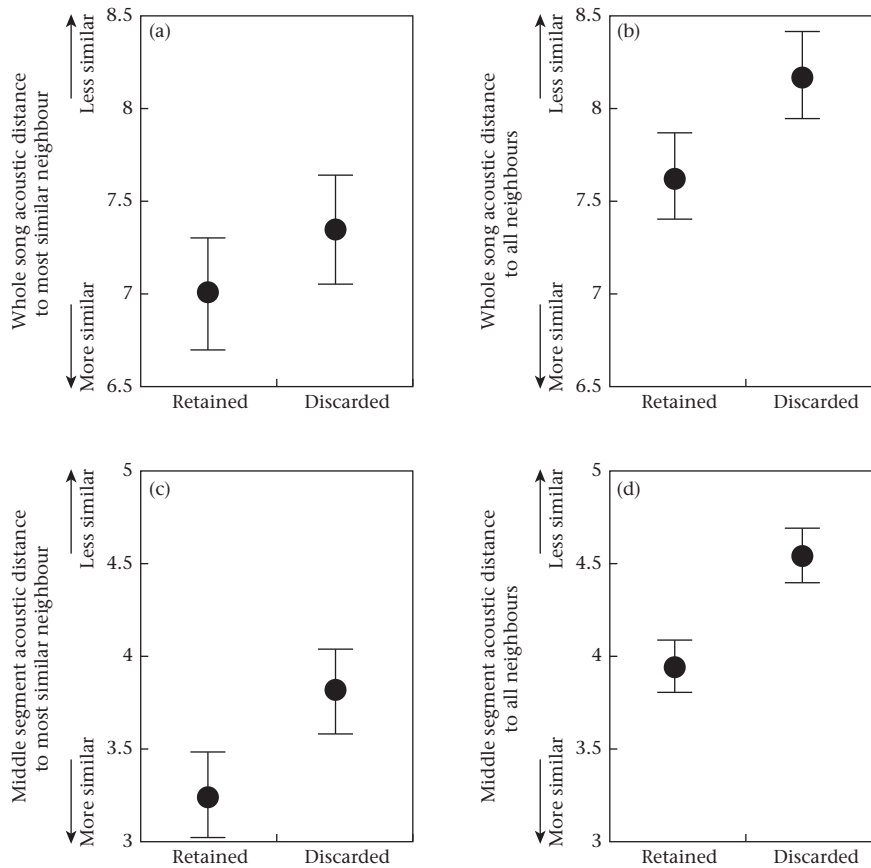 (a)
Whole song acoustic distance
to most similar neighbour
Less similar
More similar
8.5
8
7.5
7
6.5
Retained
Discarded
(b)
Whole song acoustic distance
to all neighbours
Less similar
More similar
8.5
8
7.5
7
6.5
Retained
Discarded
(c)
Middle segment acoustic distance
to most similar neighbour
Less similar
More similar
5
4.5
4
3.5
3
Retained
Discarded
(d)
Middle segment acoustic distance
to all neighbours
Less similar
More similar
5
4.5
4
3.5
3
Retained
Discarded